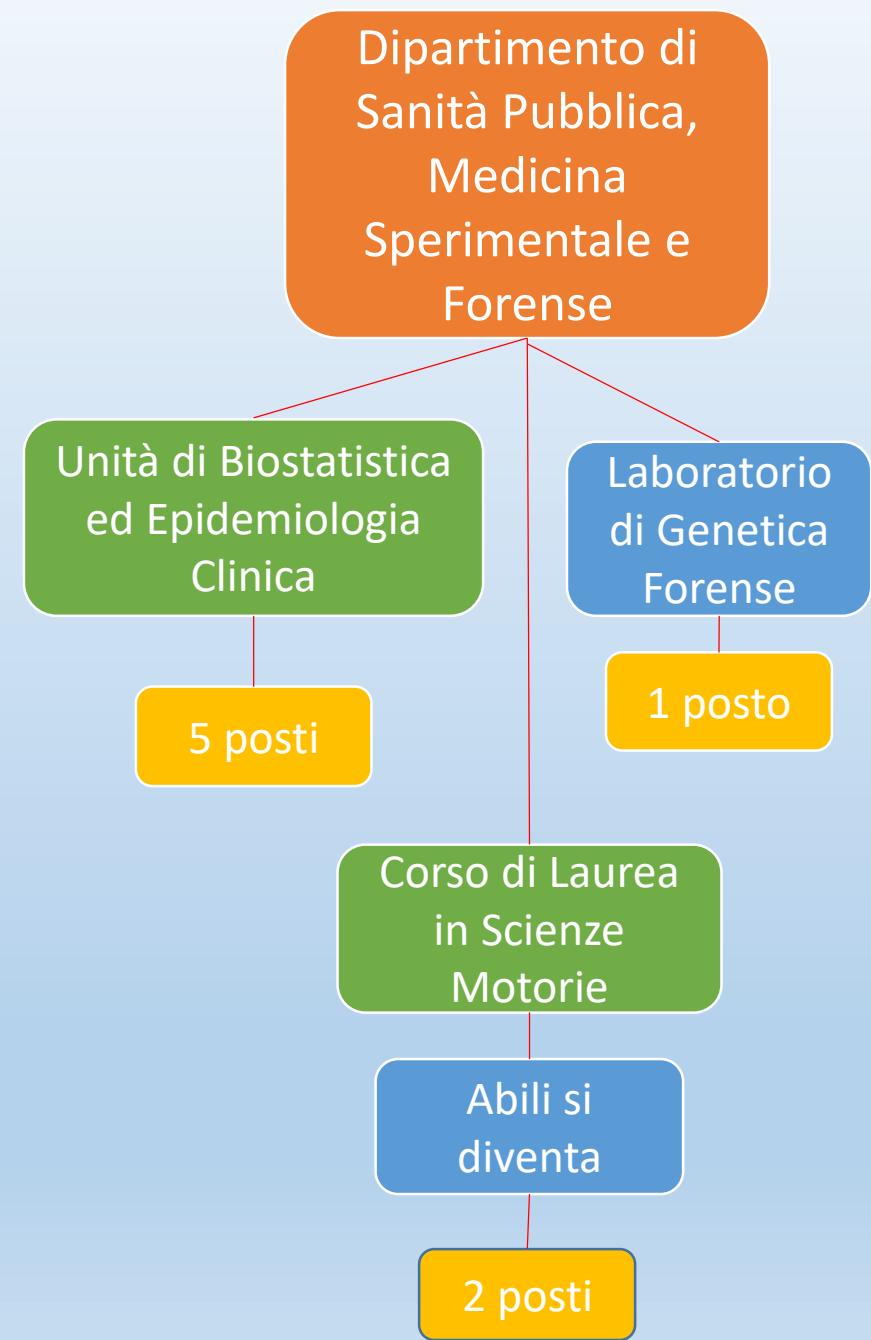 Dipartimento di
Sanità Pubblica,
Medicina
Sperimentale e
Forense
Unità di Biostatistica
ed Epidemiologia
Clinica
5 posti
Laboratorio
di Genetica
Forense
1 posto
Corso di Laurea
in Scienze
Motorie
Abili si
diventa
2 posti